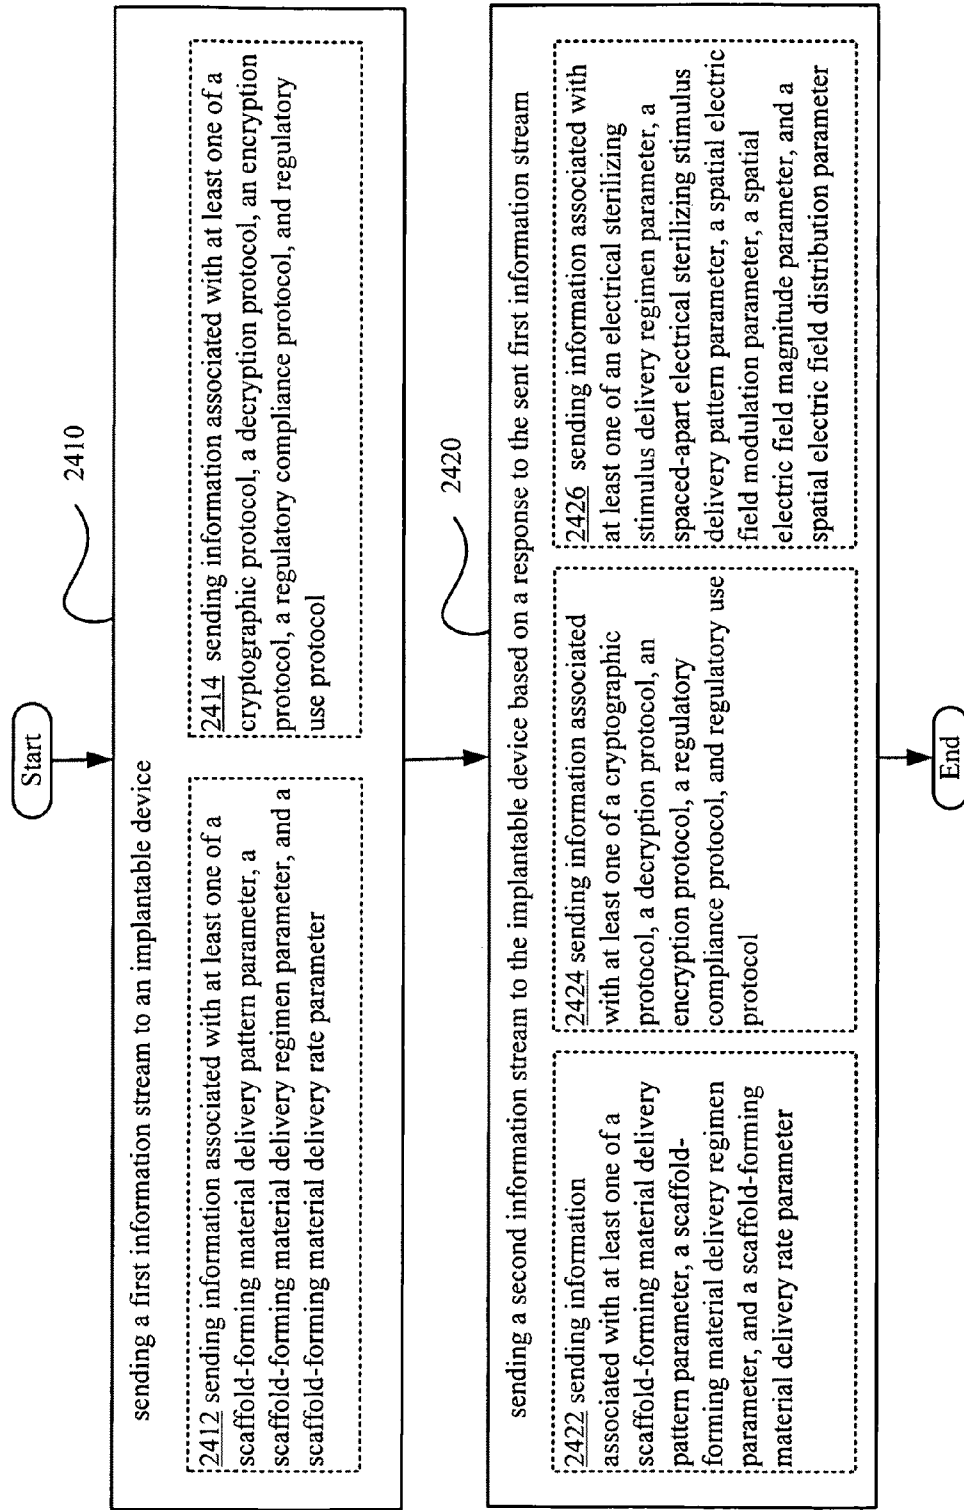 Start
2410
sending a first information stream to an implantable device
2412 sending information associated with at least one of a
scaffold-forming material delivery pattern parameter, a
scaffold-forming material delivery regimen parameter, and a
scaffold-forming material delivery rate parameter
2414 sending information associated with at least one of a
cryptographic protocol, a decryption protocol, an encryption
protocol, a regulatory compliance protocol, and regulatory
use protocol
2420
sending a second information stream to the implantable device based on a response to the sent first information stream
2422 sending information
associated with at least one of a
scaffold-forming material delivery
pattern parameter, a scaffold-
forming material delivery regimen
parameter, and a scaffold-forming
material delivery rate parameter
2424 sending information associated
with at least one of a cryptographic
protocol, a decryption protocol, an
encryption protocol, a regulatory
compliance protocol, and regulatory use
protocol
2426 sending information associated with
at least one of an electrical sterilizing
stimulus delivery regimen parameter, a
spaced-apart electrical sterilizing stimulus
delivery pattern parameter, a spatial electric
field modulation parameter, a spatial
electric field magnitude parameter, and a
spatial electric field distribution parameter
End